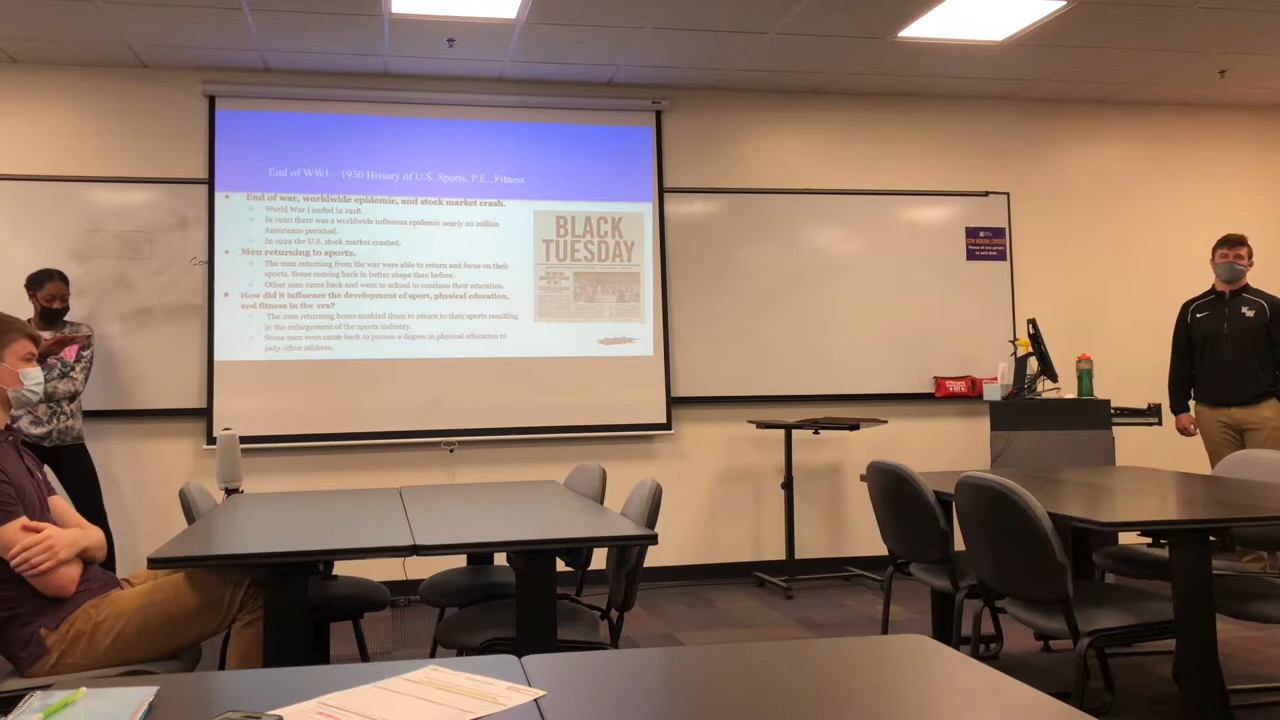 End of WWI - 1930 History of U.S. Sports, P.E., Fitness
End of war, worldwide epidemic, and stock market crash.
World War I ended in 1918.
In 1920 there was a worldwide influenza epidemic nearly 20 million
Americans perished.
In 1929 the U.S. stock market crashed.
Men returning to sports.
The men returning from the war were able to return and focus on their
sports. Some coming back in better shape than before.
Other men came back and went to school to continue their education.
How did it influence the development of sport, physical education,
and fitness in the era?
The men returning home enabled them to return to their sports resulting
in the enlargement of the sports industry.
Some men even came back to pursue a degree in physical education to
help other athletes.
BLACK
TUESDAY